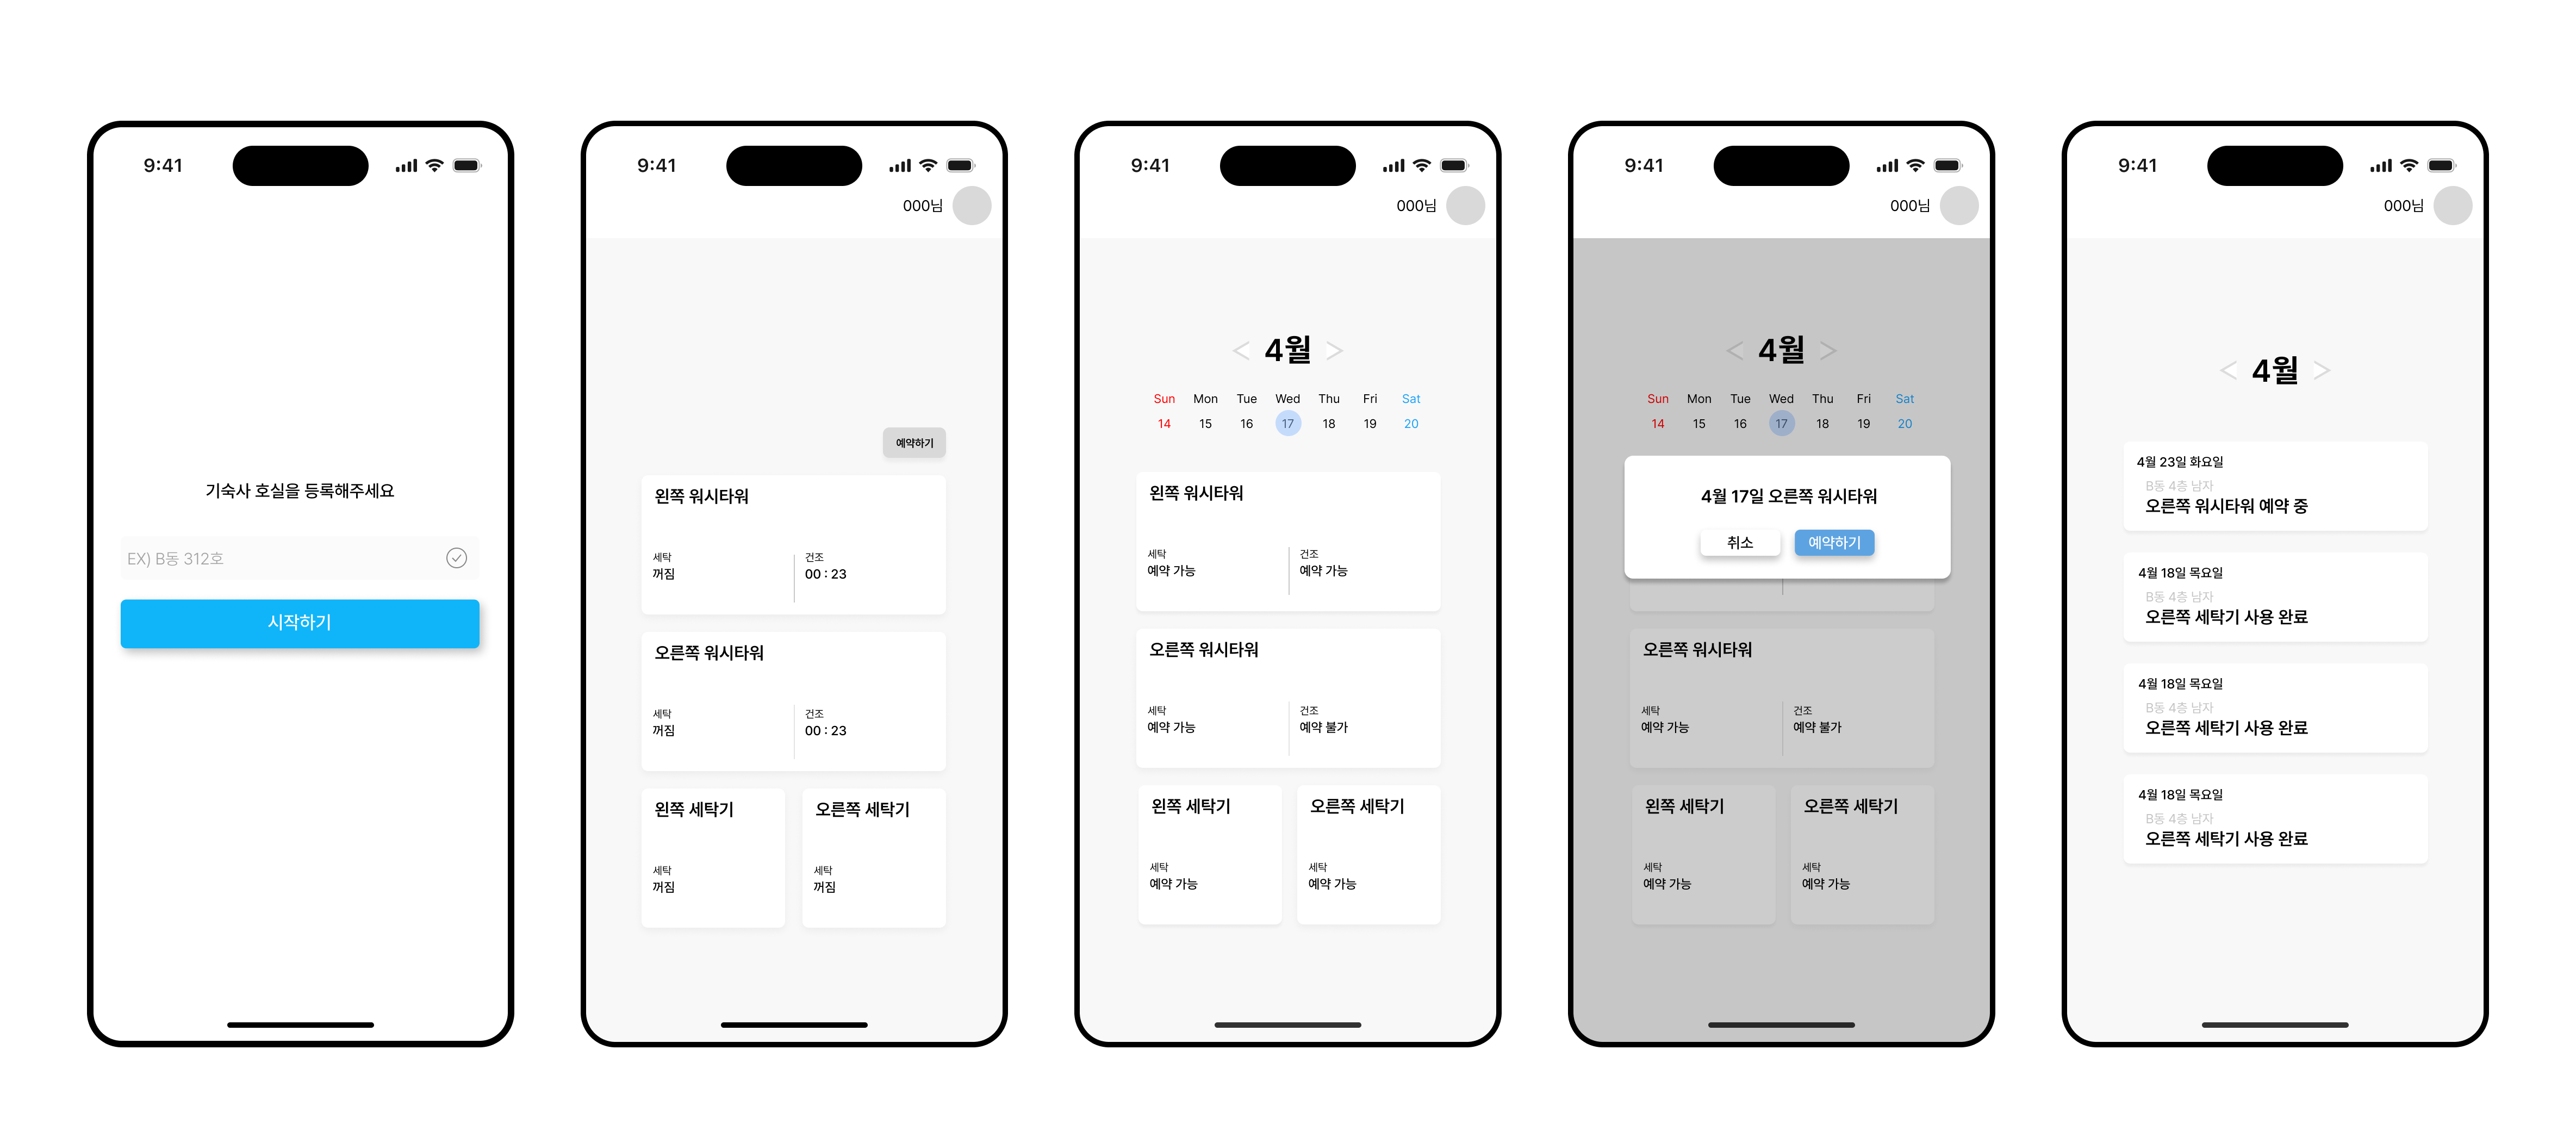 9:41
기숙사 호실을 등록해주세요
EX) B동 312호
시작하기
9:41
000님
예약하기
왼쪽 워시타워
세탁 건조
꺼짐 00 : 23
오른쪽 워시타워
세탁 건조
꺼짐 00 : 23
왼쪽 세탁기 오른쪽 세탁기
세탁 세탁
꺼짐 꺼짐
9:41
000님
< 4월 >
Sun Mon Tue Wed Thu Fri Sat
14 15 16 17 18 19 20
왼쪽 워시타워
세탁 건조
예약 가능 예약 가능
오른쪽 워시타워
세탁 건조
예약 가능 예약 불가
왼쪽 세탁기 오른쪽 세탁기
세탁 세탁
예약 가능 예약 가능
9:41
000님
< 4월 >
Sun Mon Tue Wed Thu Fri Sat
14 15 16 17 18 19 20
4월 17일 오른쪽 워시타워
취소 예약하기
오른쪽 워시타워
세탁 건조
예약 가능 예약 불가
왼쪽 세탁기 오른쪽 세탁기
세탁 세탁
예약 가능 예약 가능
9:41
000님
< 4월 >
4월 23일 화요일
B동 4층 남자
오른쪽 워시타워 예약 중
4월 18일 목요일
B동 4층 남자
오른쪽 세탁기 사용 완료
4월 18일 목요일
B동 4층 남자
오른쪽 세탁기 사용 완료
4월 18일 목요일
B동 4층 남자
오른쪽 세탁기 사용 완료